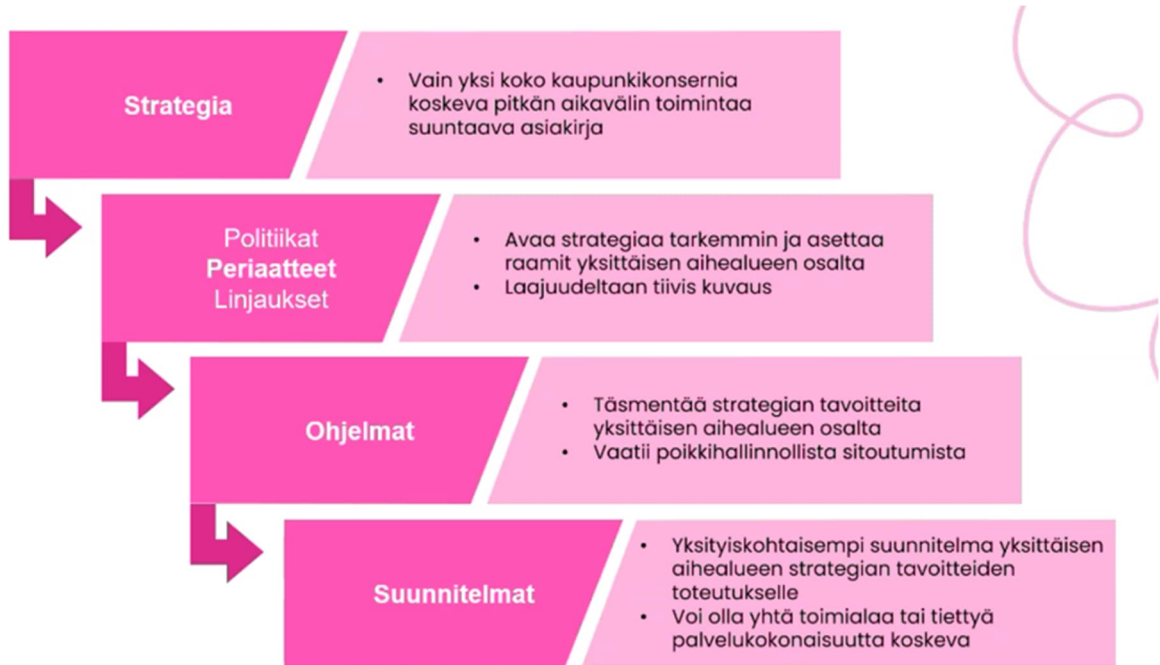 Strategia
• Vain yksi koko kaupunkikonsernia
koskeva pitkän aikavälin toimintaa
suuntaava asiakirja
Politiikat
Periaatteet
Linjaukset
• Avaa strategiaa tarkemmin ja asettaa
raamit yksittäisen aihealueen osalta
• Laajuudeltaan tiivis kuvaus
Ohjelmat
• Täsmentää strategian tavoitteita
yksittäisen aihealueen osalta
• Vaatii poikkihallinnollista sitoutumista
Suunnitelmat
• Yksityiskohtaisempi suunnitelma yksittäisen
aihealueen strategian tavoitteiden
toteutukselle
• Voi olla yhtä toimialaa tai tiettyä
palvelukokonaisuutta koskeva